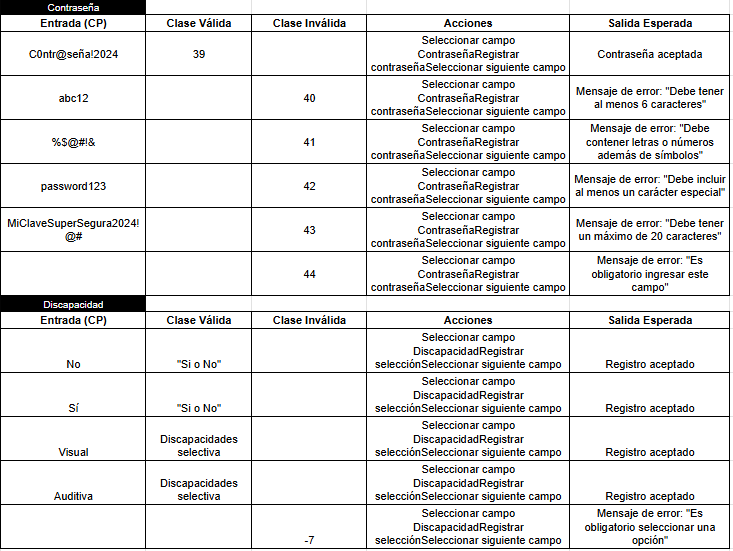 Contraseña
Entrada (CP) Clase Válida Clase Inválida Acciones Salida Esperada
C0ntr@seña!2024 39 Seleccionar campo ContraseñaRegistrar contraseñaSeleccionar siguiente campo Contraseña aceptada
abc12 40 Seleccionar campo ContraseñaRegistrar contraseñaSeleccionar siguiente campo Mensaje de error: "Debe tener al menos 6 caracteres"
%$@#!& 41 Seleccionar campo ContraseñaRegistrar contraseñaSeleccionar siguiente campo Mensaje de error: "Debe contener letras o números además de símbolos"
password123 42 Seleccionar campo ContraseñaRegistrar contraseñaSeleccionar siguiente campo Mensaje de error: "Debe incluir al menos un carácter especial"
MiClaveSuperSegura2024!@# 43 Seleccionar campo ContraseñaRegistrar contraseñaSeleccionar siguiente campo Mensaje de error: "Debe tener un máximo de 20 caracteres"
44 Seleccionar campo ContraseñaRegistrar contraseñaSeleccionar siguiente campo Mensaje de error: "Es obligatorio ingresar este campo"
Discapacidad
Entrada (CP) Clase Válida Clase Inválida Acciones Salida Esperada
No "Si o No" Seleccionar campo DiscapacidadRegistrar selecciónSeleccionar siguiente campo Registro aceptado
Sí "Si o No" Seleccionar campo DiscapacidadRegistrar selecciónSeleccionar siguiente campo Registro aceptado
Visual Discapacidades selectiva Seleccionar campo DiscapacidadRegistrar selecciónSeleccionar siguiente campo Registro aceptado
Auditiva Discapacidades selectiva Seleccionar campo DiscapacidadRegistrar selecciónSeleccionar siguiente campo Registro aceptado
-7 Seleccionar campo DiscapacidadRegistrar selecciónSeleccionar siguiente campo Mensaje de error: "Es obligatorio seleccionar una opción"